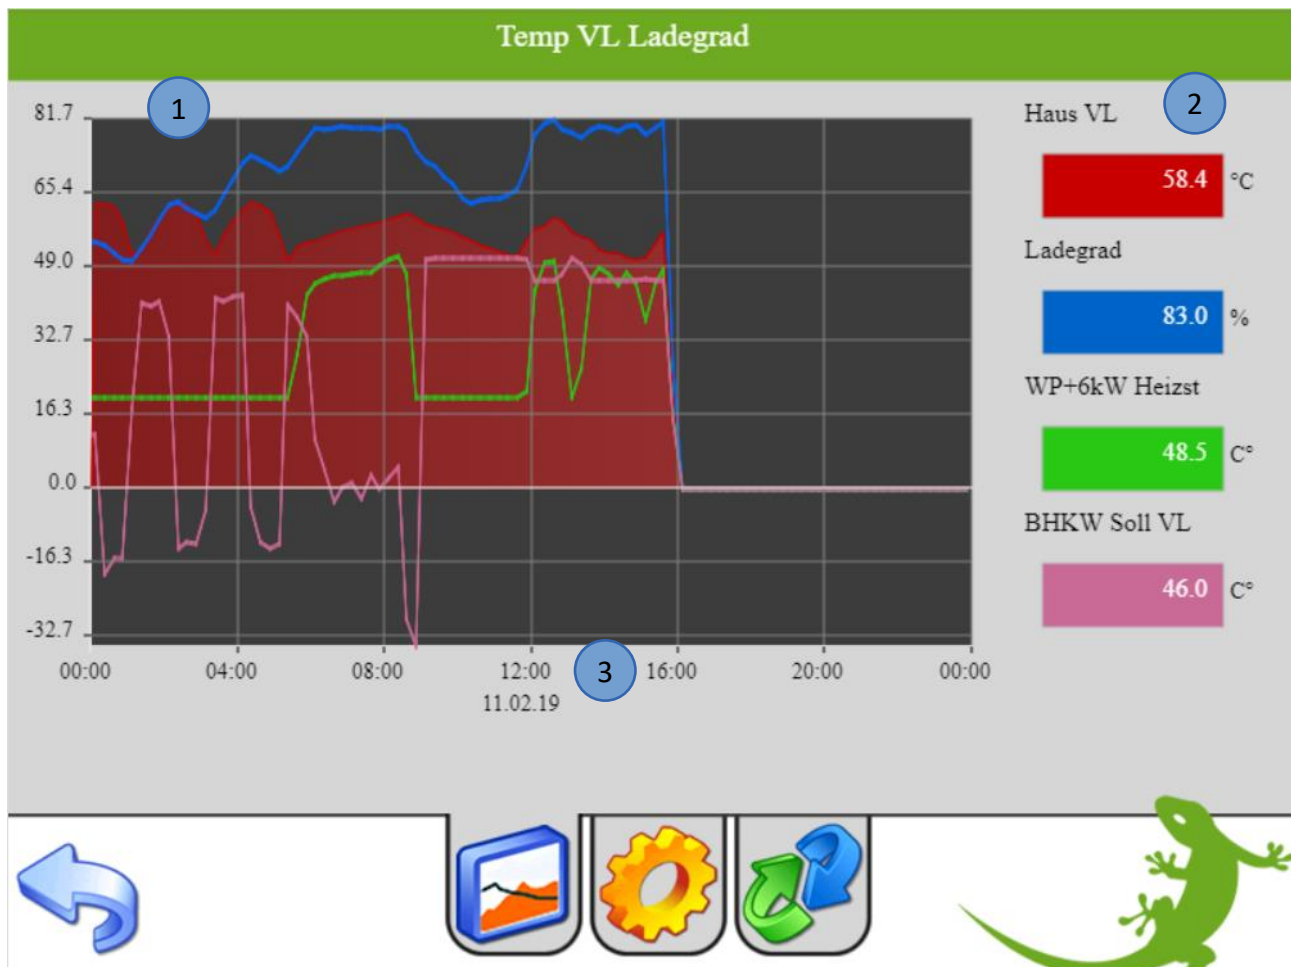 Temp VL Ladegrad
1
2
81.7
65.4
49.0
32.7
16.3
0.0
-16.3
-32.7
00:00 04:00 08:00 12:00 3 16:00 20:00 00:00
11.02.19
Haus VL
58.4 °C
Ladegrad
83.0 %
WP+6kW Heizst
48.5 C°
BHKW Soll VL
46.0 C°